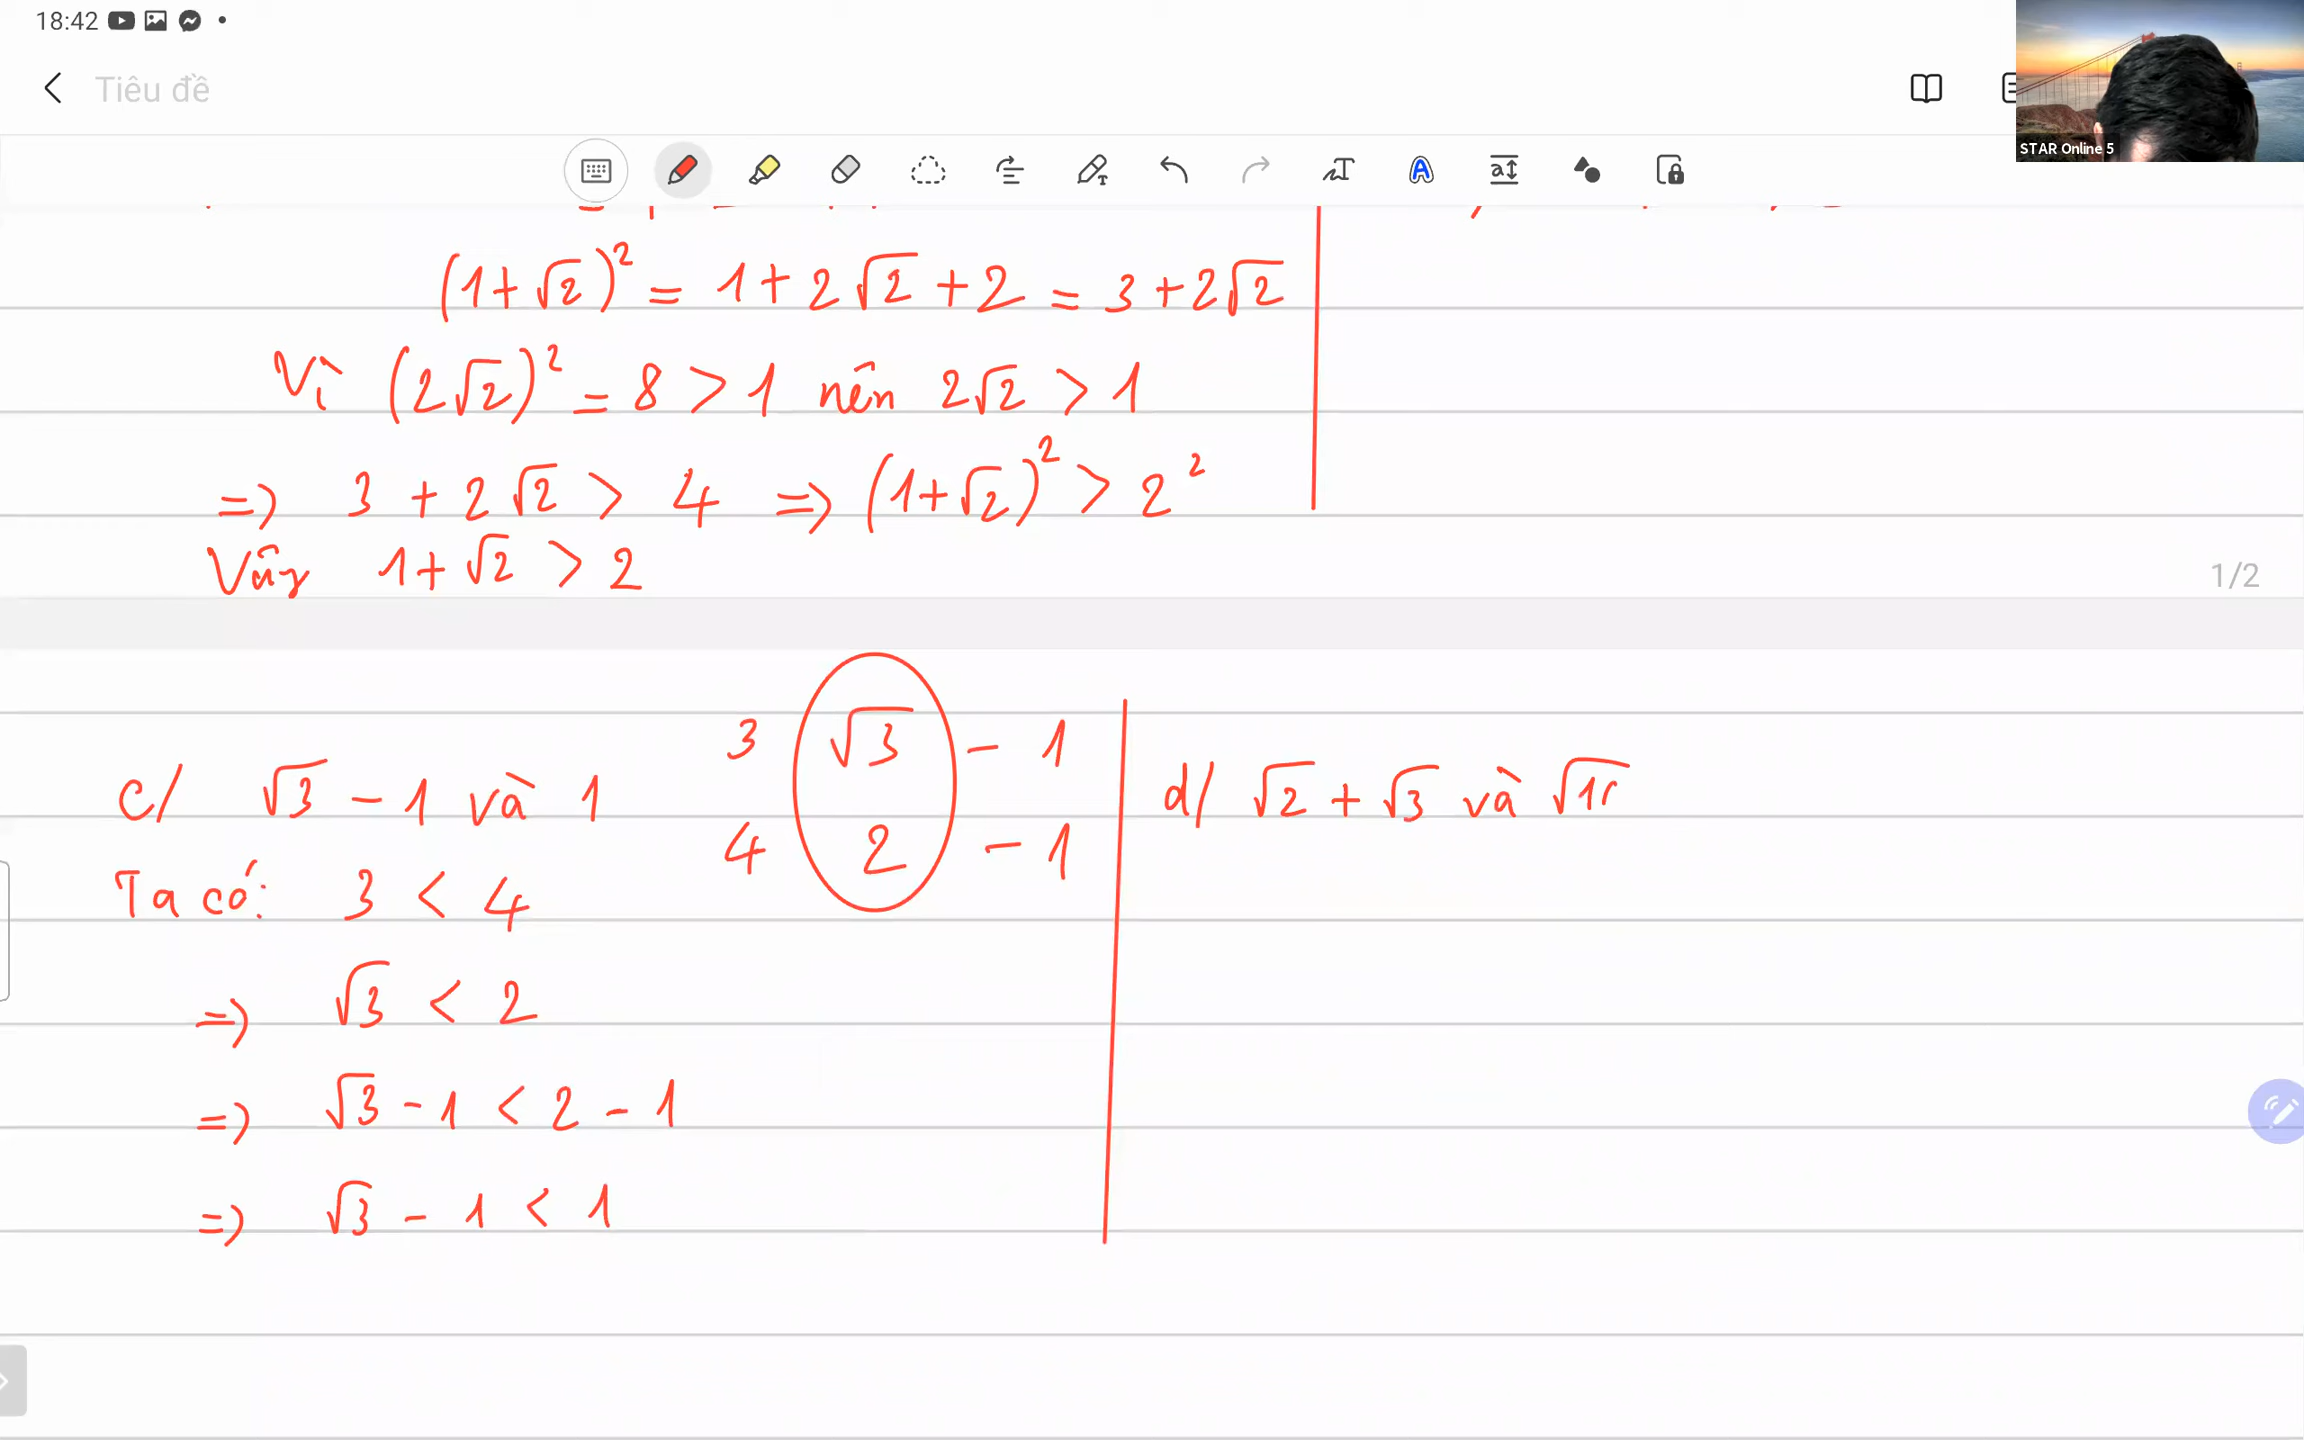 18:42
Tiêu đề
STAR Online 5
(1+√2)² = 1+2√2+2 = 3+2√2
Vì (2√2)² = 8 > 1 nên 2√2 > 1
=> 3 + 2√2 > 4 => (1+√2)² > 2²
Vậy 1+√2 > 2
1/2
3 √3 - 1
c/ √3 - 1 và 1
4 2 - 1
Ta có: 3 < 4
=> √3 < 2
=> √3 - 1 < 2 - 1
=> √3 - 1 < 1
d/ √2 + √3 và